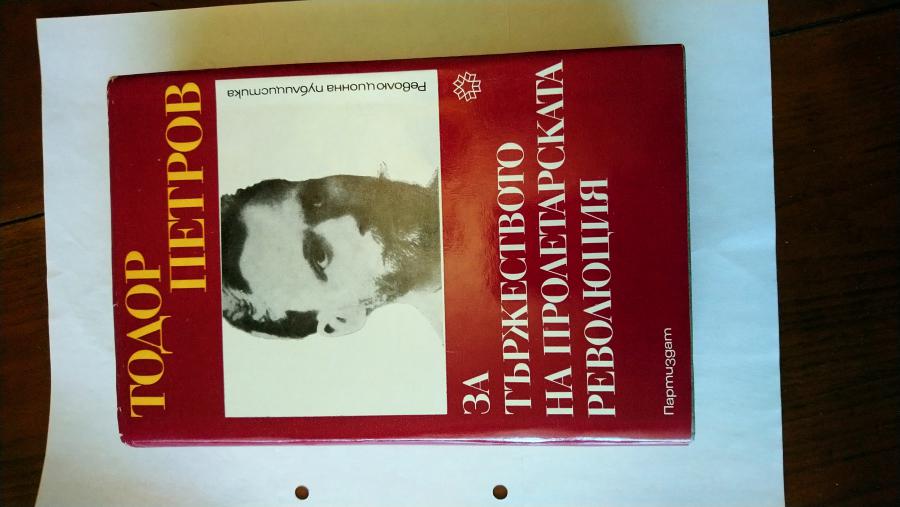 ТОДОР
ПЕТРОВ
Революционна публицистика
ЗА
ТЪРЖЕСТВОТО
НА ПРОЛЕТАРСКАТА
РЕВОЛЮЦИЯ
Партиздат